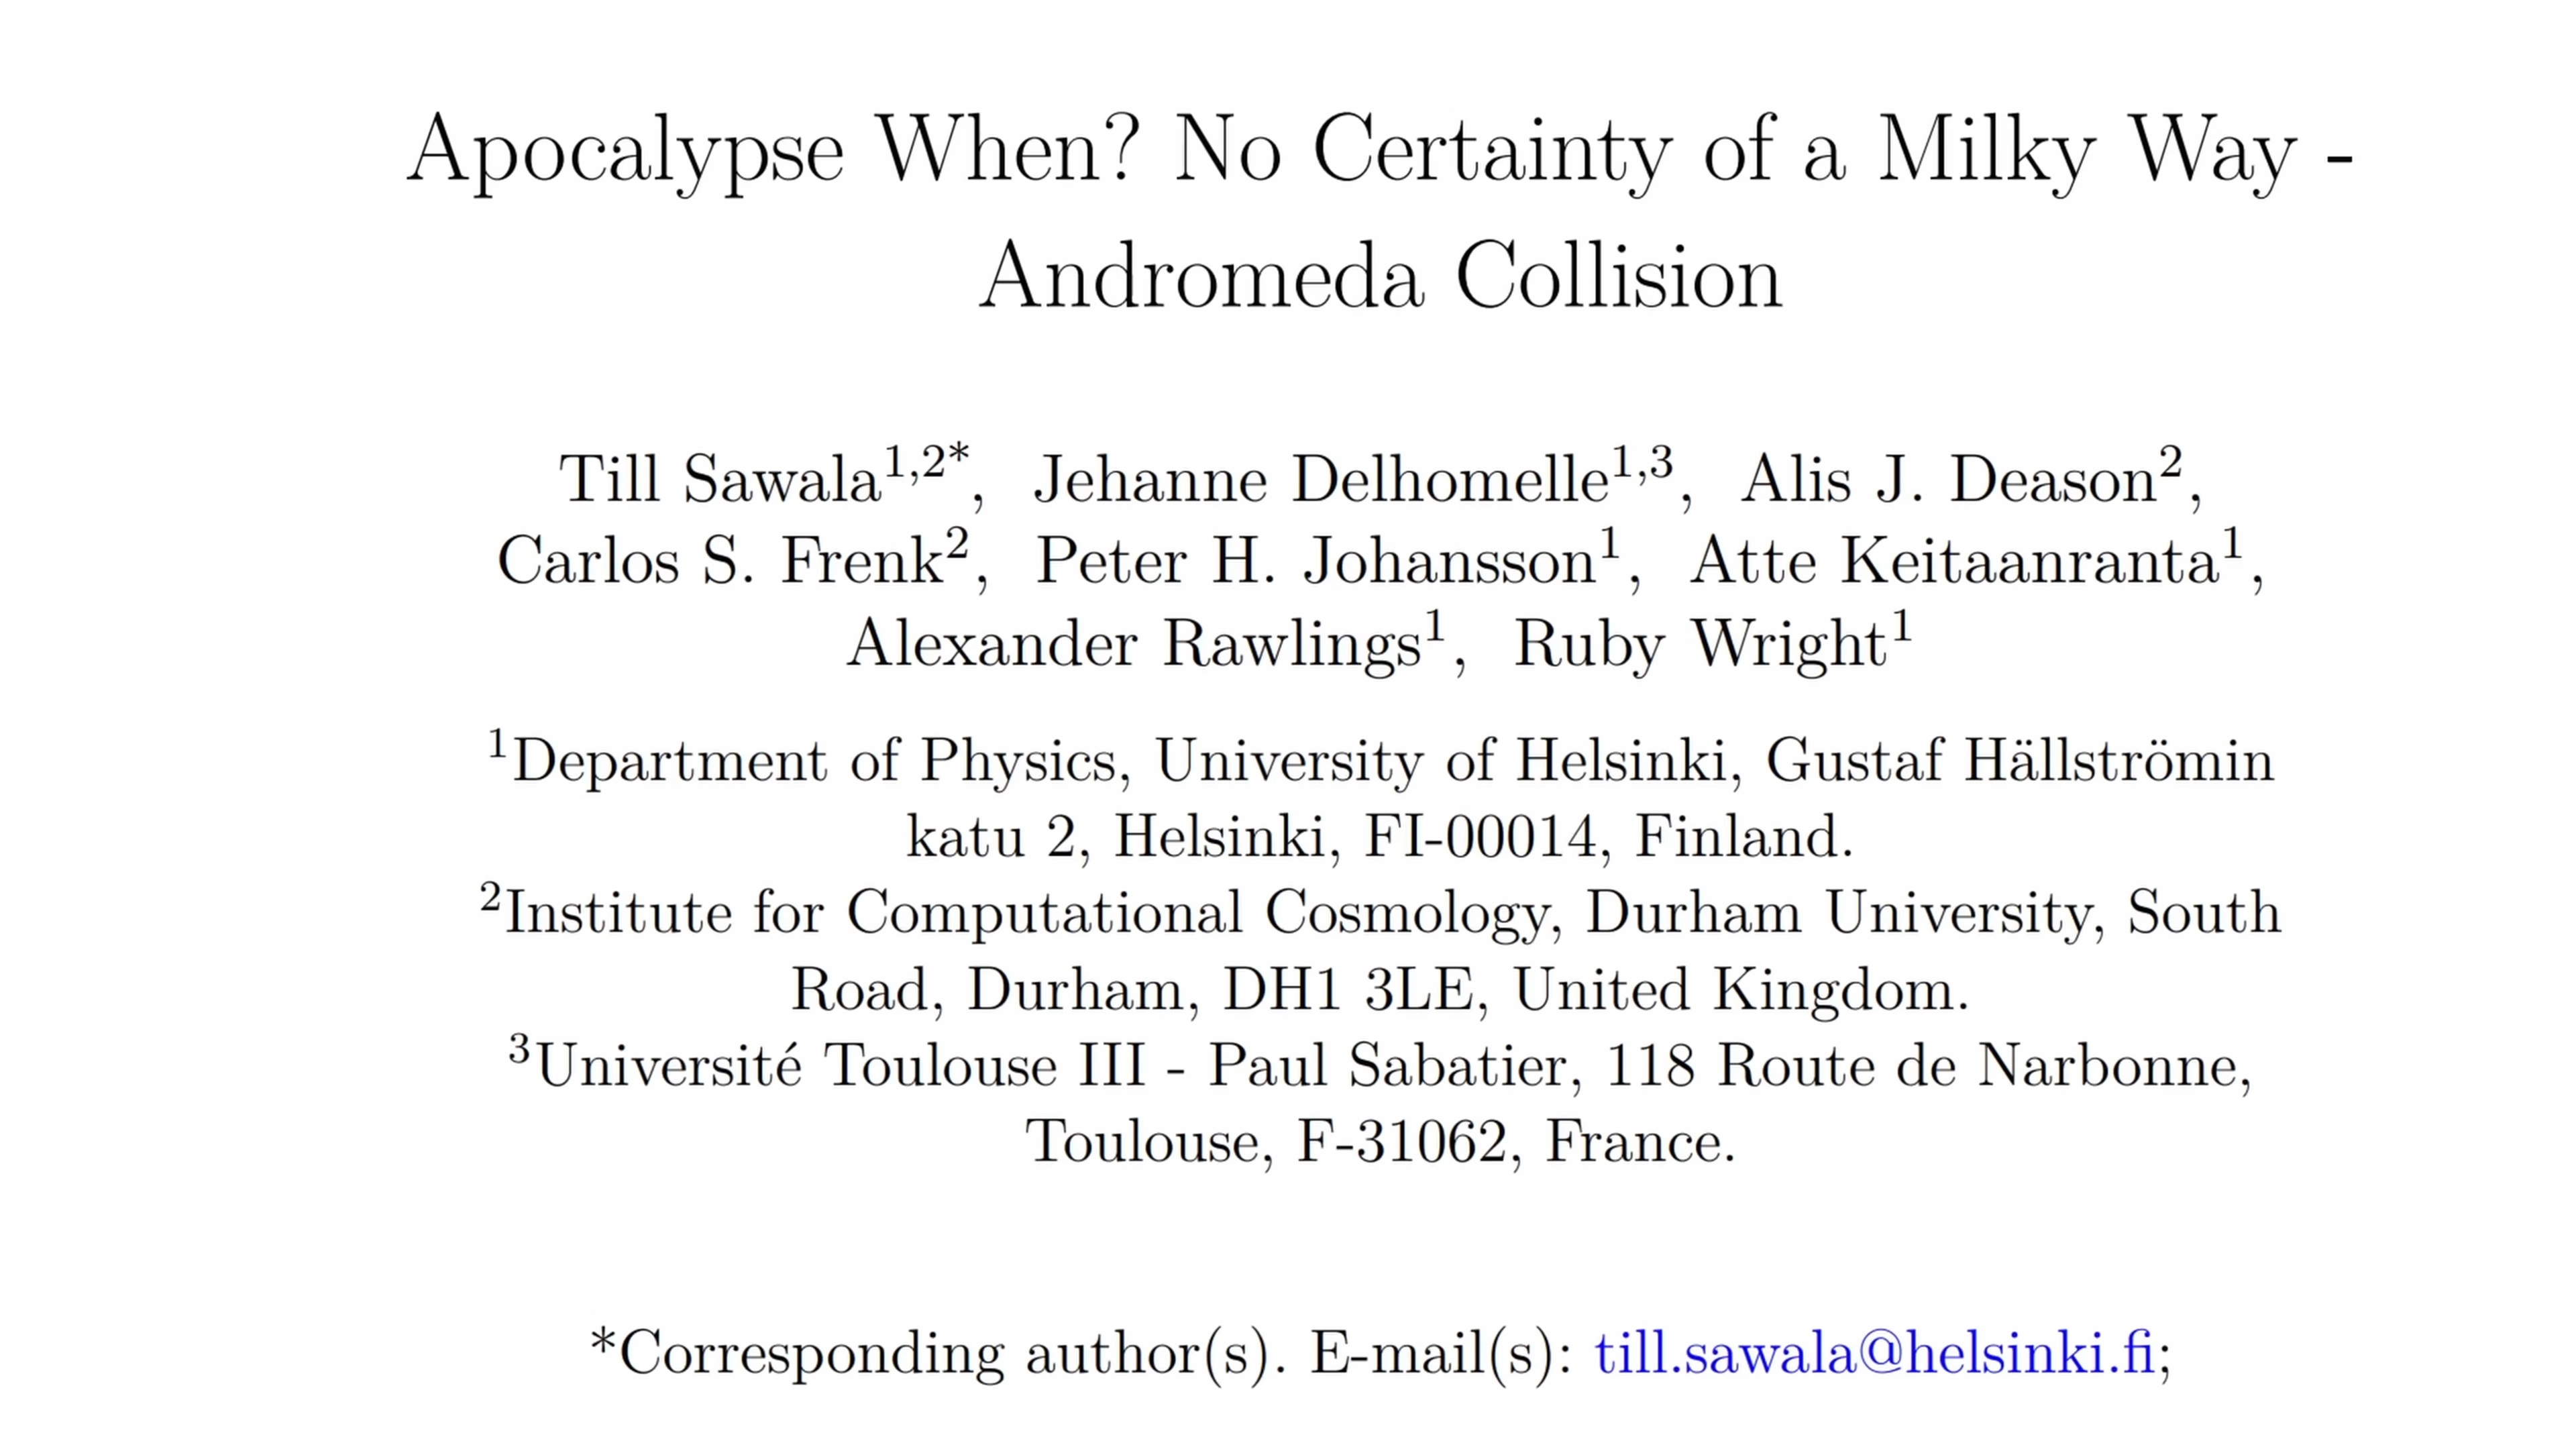 Apocalypse When? No Certainty of a Milky Way -
Andromeda Collision
Till Sawala1,2*, Jehanne Delhomelle1,3, Alis J. Deason2,
Carlos S. Frenk2, Peter H. Johansson1, Atte Keitaanranta1,
Alexander Rawlings1, Ruby Wright1
1Department of Physics, University of Helsinki, Gustaf Hällströmin
katu 2, Helsinki, FI-00014, Finland.
2Institute for Computational Cosmology, Durham University, South
Road, Durham, DH1 3LE, United Kingdom.
3Université Toulouse III - Paul Sabatier, 118 Route de Narbonne,
Toulouse, F-31062, France.
*Corresponding author(s). E-mail(s): till.sawala@helsinki.fi;